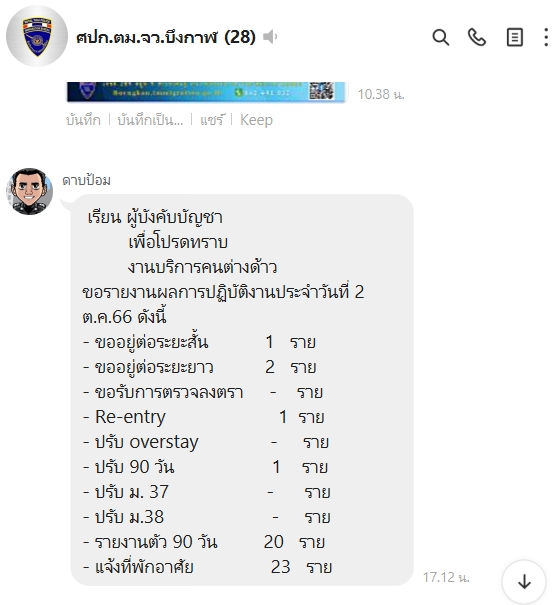 ศปก.ตม.จว.บึงกาฬ (28)
10.38 น.
บันทึก | บันทึกเป็น... | แชร์ | Keep
ดาบป้อม
เรียน ผู้บังคับบัญชา
เพื่อโปรดทราบ
งานบริการคนต่างด้าว
ขอรายงานผลการปฏิบัติงานประจำวันที่ 2
ต.ค.66 ดังนี้
- ขออยู่ต่อระยะสั้น 1 ราย
- ขออยู่ต่อระยะยาว 2 ราย
- ขอรับการตรวจลงตรา - ราย
- Re-entry 1 ราย
- ปรับ overstay - ราย
- ปรับ 90 วัน 1 ราย
- ปรับ ม. 37 - ราย
- ปรับ ม.38 - ราย
- รายงานตัว 90 วัน 20 ราย
- แจ้งที่พักอาศัย 23 ราย
17.12 น.